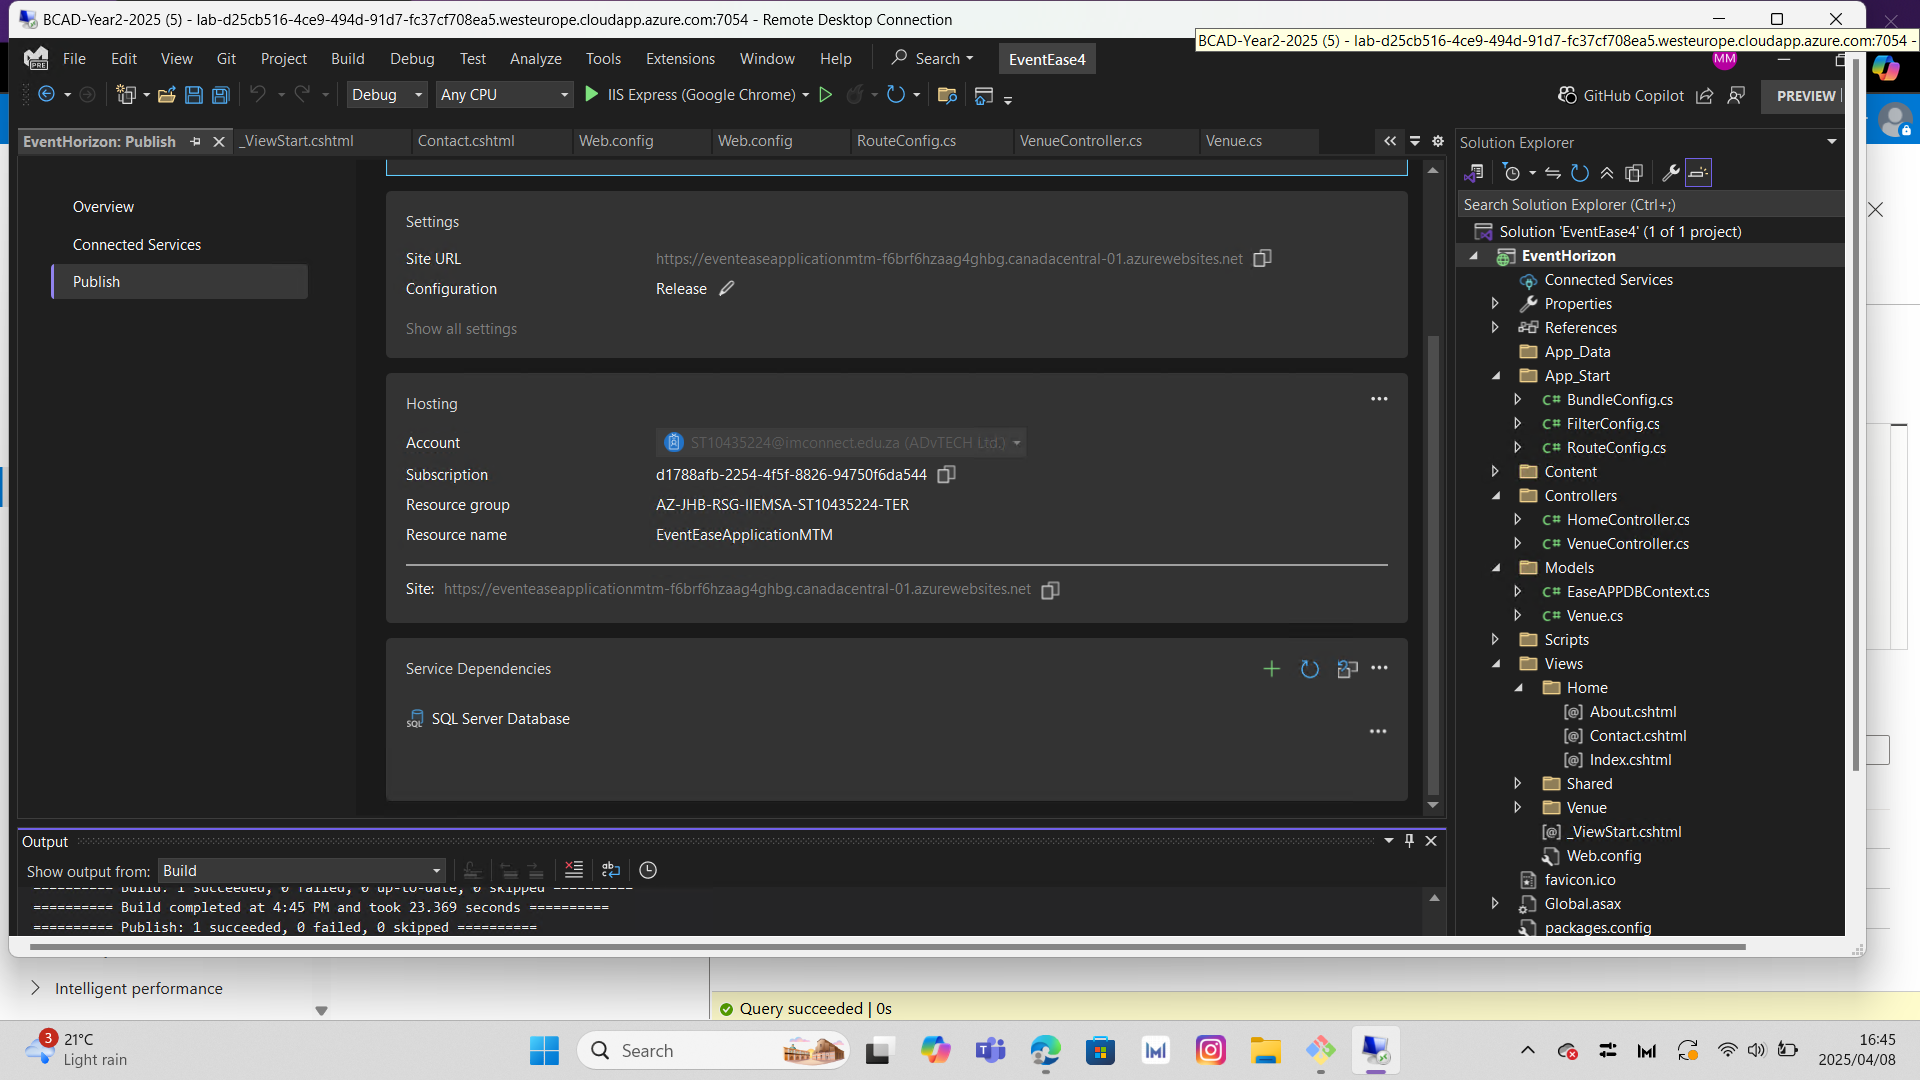 BCAD-Year2-2025 (5) - lab-d25cb516-4ce9-494d-91d7-fc37cf708ea5.westeurope.cloudapp.azure.com:7054 - Remote Desktop Connection
BCAD-Year2-2025 (5) - lab-d25cb516-4ce9-494d-91d7-fc37cf708ea5.westeurope.cloudapp.azure.com:7054 -
File Edit View Git Project Build Debug Test Analyze Tools Extensions Window Help Search EventEase4 MM
Debug Any CPU IIS Express (Google Chrome) GitHub Copilot PREVIEW
EventHorizon: Publish _ViewStart.cshtml Contact.cshtml Web.config Web.config RouteConfig.cs VenueController.cs Venue.cs
Overview
Connected Services
Publish
Settings
Site URL https://eventeaseapplicationmtm-f6brf6hzaag4ghbg.canadacentral-01.azurewebsites.net
Configuration Release
Show all settings
Hosting
Account ST10435224@imconnect.edu.za (ADvTECH Ltd.)
Subscription d1788afb-2254-4f5f-8826-94750f6da544
Resource group AZ-JHB-RSG-IIEMSA-ST10435224-TER
Resource name EventEaseApplicationMTM
Site: https://eventeaseapplicationmtm-f6brf6hzaag4ghbg.canadacentral-01.azurewebsites.net
Service Dependencies
SQL Server Database
Solution Explorer
Search Solution Explorer (Ctrl+;)
Solution 'EventEase4' (1 of 1 project)
EventHorizon
Connected Services
Properties
References
App_Data
App_Start
C# BundleConfig.cs
C# FilterConfig.cs
C# RouteConfig.cs
Content
Controllers
C# HomeController.cs
C# VenueController.cs
Models
C# EaseAPPDBContext.cs
C# Venue.cs
Scripts
Views
Home
[@] About.cshtml
[@] Contact.cshtml
[@] Index.cshtml
Shared
Venue
[@] _ViewStart.cshtml
Web.config
favicon.ico
Global.asax
packages.config
Output
Show output from: Build
========== Build: 1 succeeded, 0 failed, 0 up-to-date, 0 skipped ==========
========== Build completed at 4:45 PM and took 23.369 seconds ==========
========== Publish: 1 succeeded, 0 failed, 0 skipped ==========
Intelligent performance
Query succeeded | 0s
3 21°C
Light rain
Search
16:45
2025/04/08